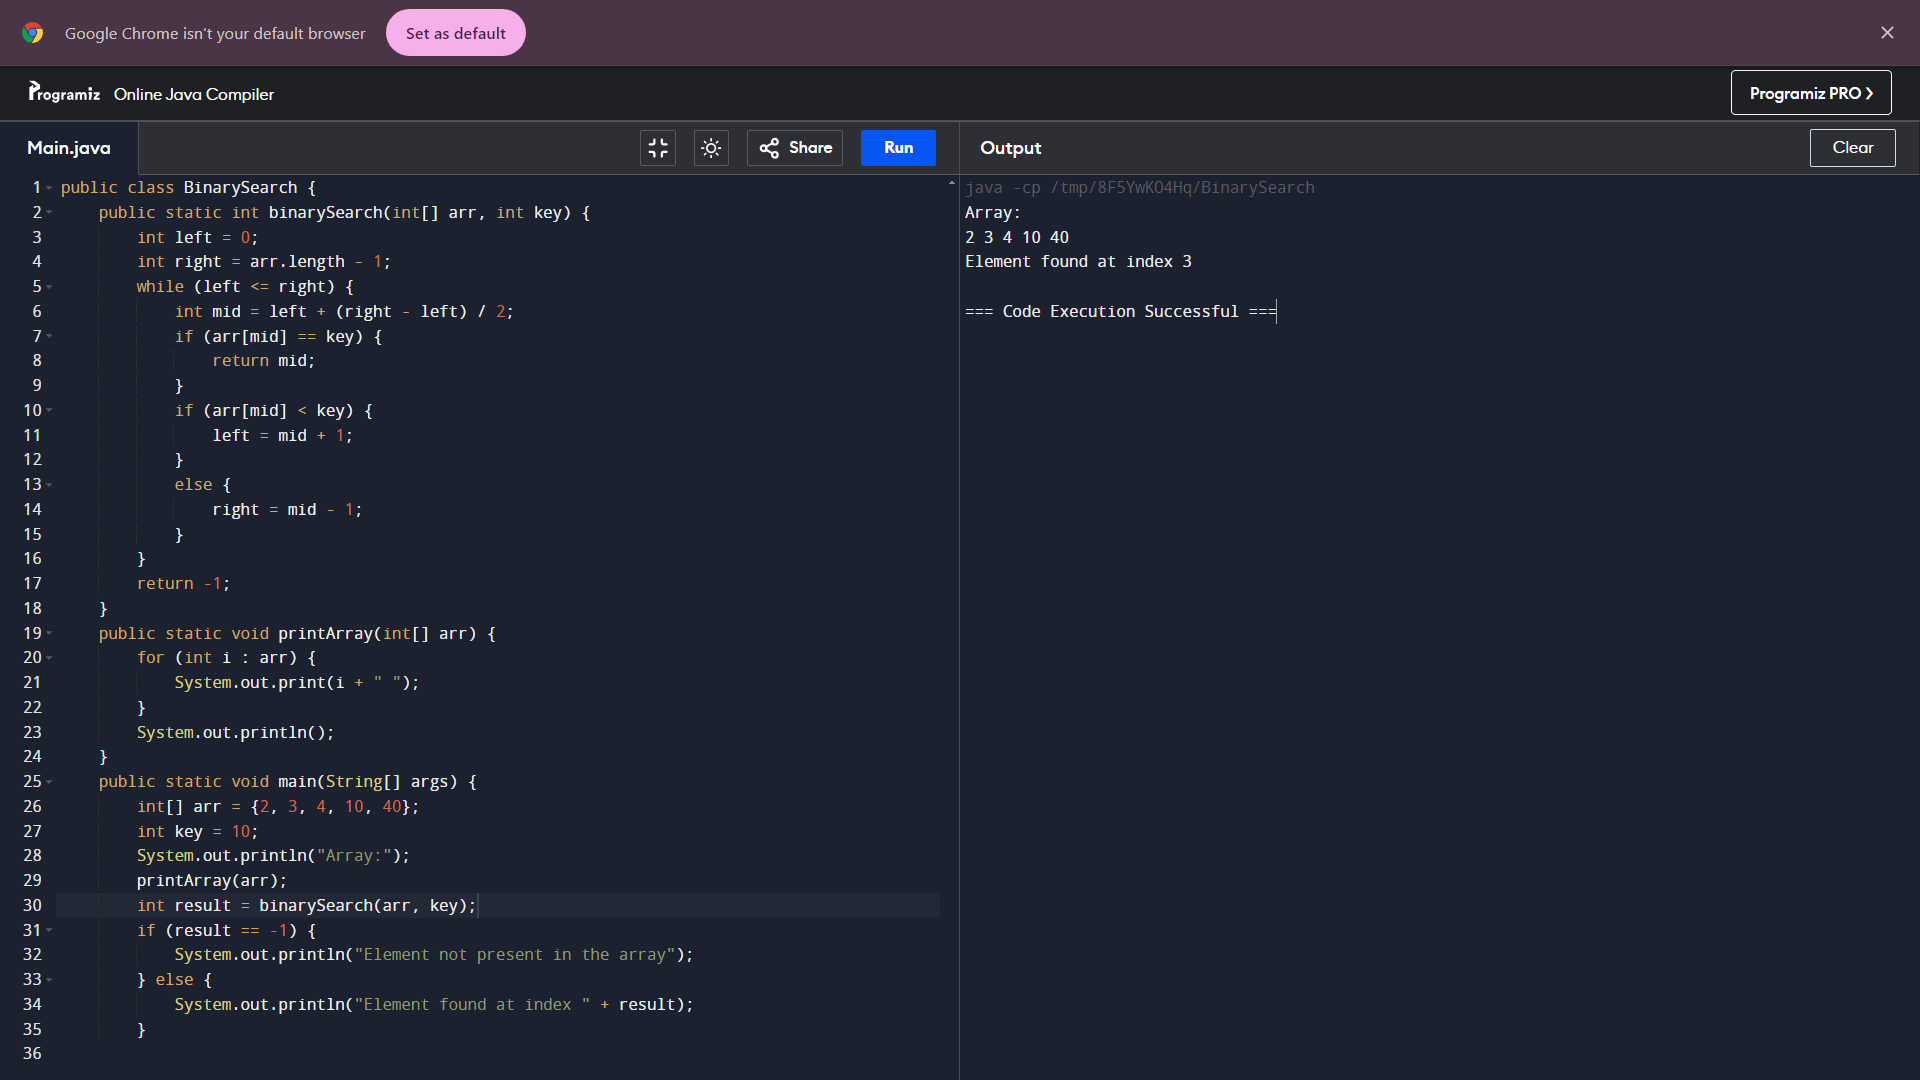 Google Chrome isn't your default browser
Set as default
Programiz
Online Java Compiler
Programiz PRO ❯
Main.java
Share
Run
1 public class BinarySearch {
2     public static int binarySearch(int[] arr, int key) {
3         int left = 0;
4         int right = arr.length - 1;
5         while (left <= right) {
6             int mid = left + (right - left) / 2;
7             if (arr[mid] == key) {
8                 return mid;
9             }
10             if (arr[mid] < key) {
11                 left = mid + 1;
12             }
13             else {
14                 right = mid - 1;
15             }
16         }
17         return -1;
18     }
19     public static void printArray(int[] arr) {
20         for (int i : arr) {
21             System.out.print(i + " ");
22         }
23         System.out.println();
24     }
25     public static void main(String[] args) {
26         int[] arr = {2, 3, 4, 10, 40};
27         int key = 10;
28         System.out.println("Array:");
29         printArray(arr);
30         int result = binarySearch(arr, key);
31         if (result == -1) {
32             System.out.println("Element not present in the array");
33         } else {
34             System.out.println("Element found at index " + result);
35         }
36
Output
Clear
java -cp /tmp/8F5YwKO4Hq/BinarySearch
Array:
2 3 4 10 40
Element found at index 3
=== Code Execution Successful ===